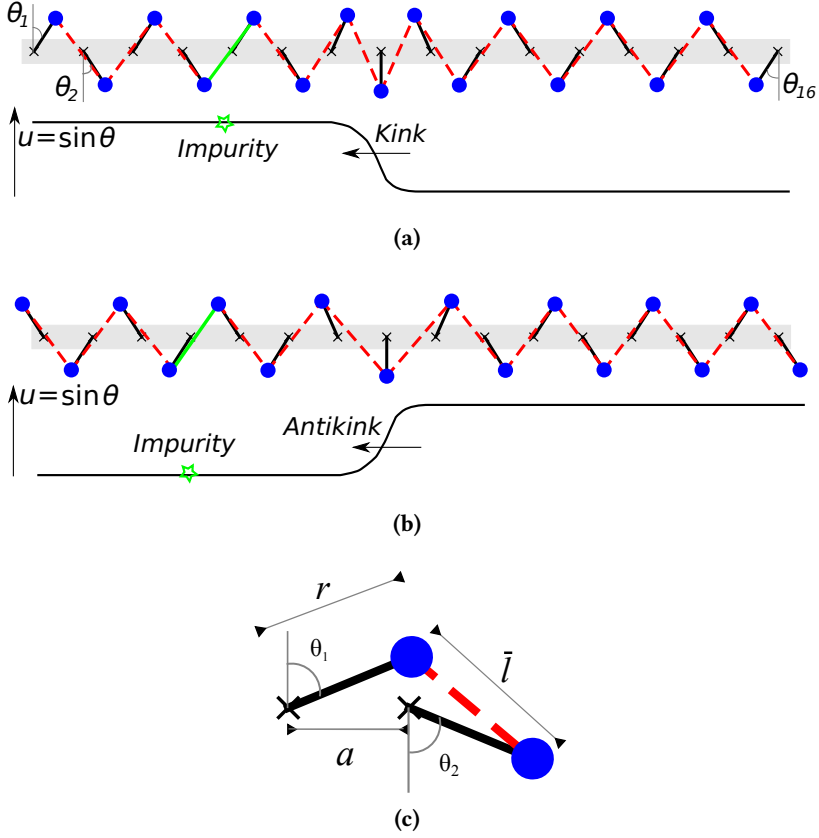 θ1
θ2
θ16
u=sinθ
Impurity
Kink
(a)
u=sinθ
Impurity
Antikink
(b)
r
θ1
l̄
a
θ2
(c)